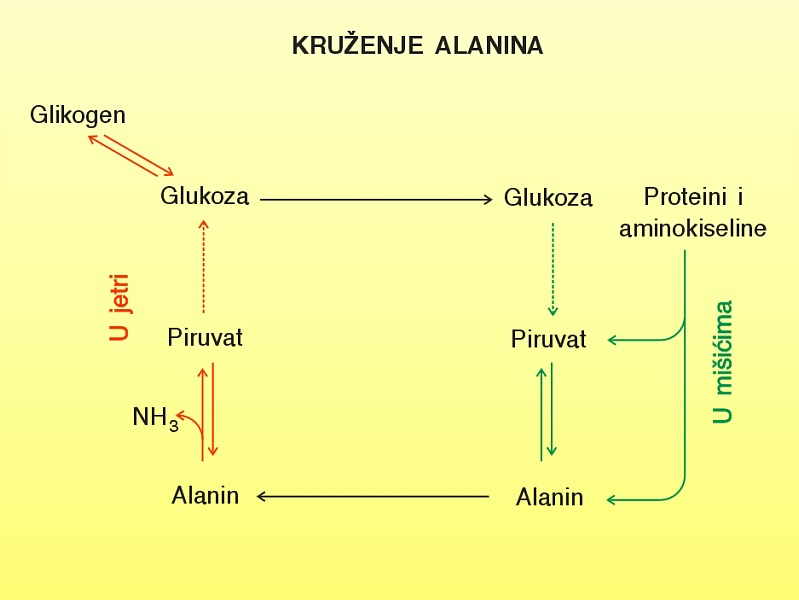 KRUŽENJE ALANINA
Glikogen
Glukoza
Glukoza
Proteini i
aminokiseline
U jetri
Piruvat
Piruvat
U mišićima
NH3
Alanin
Alanin